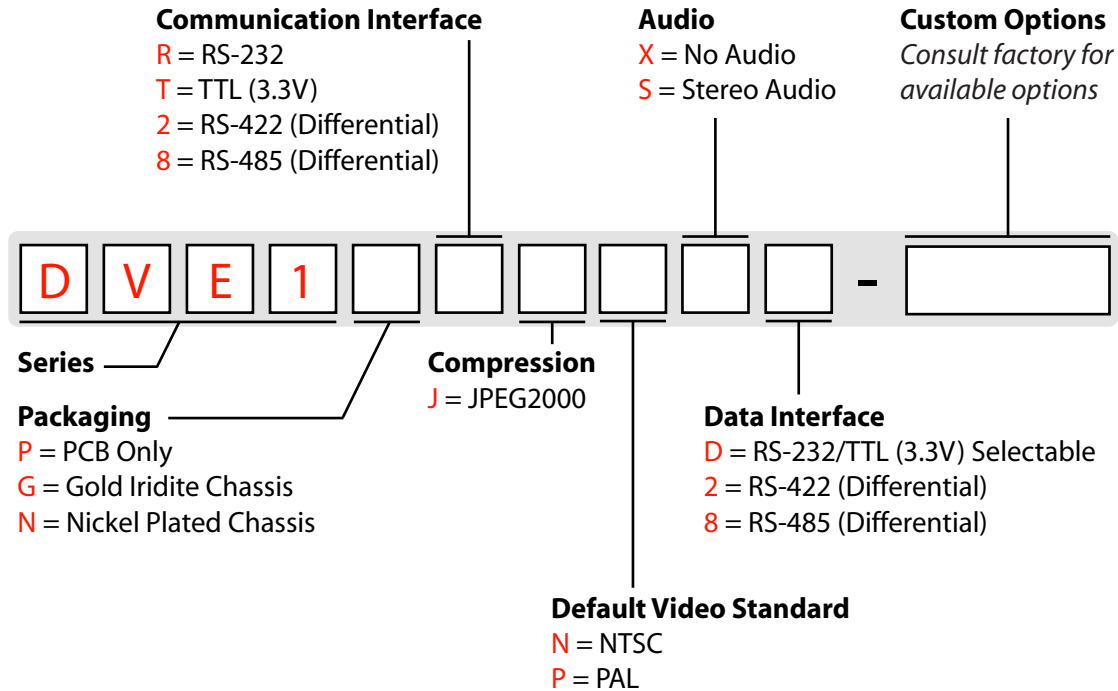 Communication Interface
R = RS-232
T = TTL (3.3V)
2 = RS-422 (Differential)
8 = RS-485 (Differential)
Audio
X = No Audio
S = Stereo Audio
Custom Options
Consult factory for
available options
D V E 1 -
Series
Packaging
P = PCB Only
G = Gold Iridite Chassis
N = Nickel Plated Chassis
Compression
J = JPEG2000
Data Interface
D = RS-232/TTL (3.3V) Selectable
2 = RS-422 (Differential)
8 = RS-485 (Differential)
Default Video Standard
N = NTSC
P = PAL